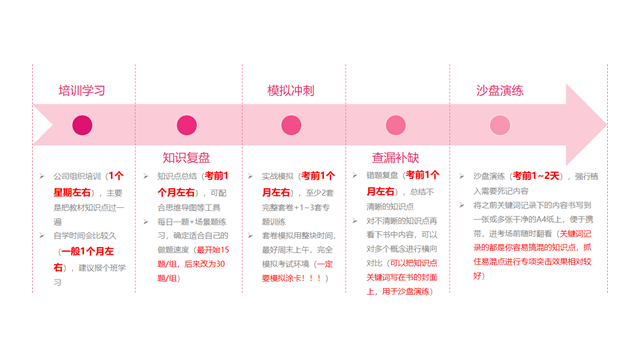 培训学习
模拟冲刺
沙盘演练
知识复盘
查漏补缺
➢ 公司组织培训（1个
星期左右），主要
是把教材知识点过一
遍
➢ 自学时间会比较久
（一般1个月左
右），建议报个班学
习
➢ 知识点总结（考前1
个月左右），可配
合思维导图等工具
➢ 每日一题+场景题练
习，确定适合自己的
做题速度（最开始15
题/组，后来改为30
题/组）
➢ 实战模拟（考前1个
月左右），至少2套
完整套卷+1~3套专
题训练
➢ 套卷模拟用整块时间，
最好周末上午，完全
模拟考试环境（一定
要模拟涂卡！！！）
➢ 错题复盘（考前1个
月左右），总结不
清晰的知识点
➢ 对不清晰的知识点再
看下书中内容，可以
对多个概念进行横向
对比（可以把知识点
关键词写在书的封面
上，用于沙盘演练）
➢ 沙盘演练（考前1~2天），强行植
入需要死记内容
➢ 将之前关键词记录下的内容书写到
一张或多张干净的A4纸上，便于携
带，进考场前随时翻看（关键词记
录的都是你容易搞混的知识点，抓
住易混点进行专项突击效果相对较
好）